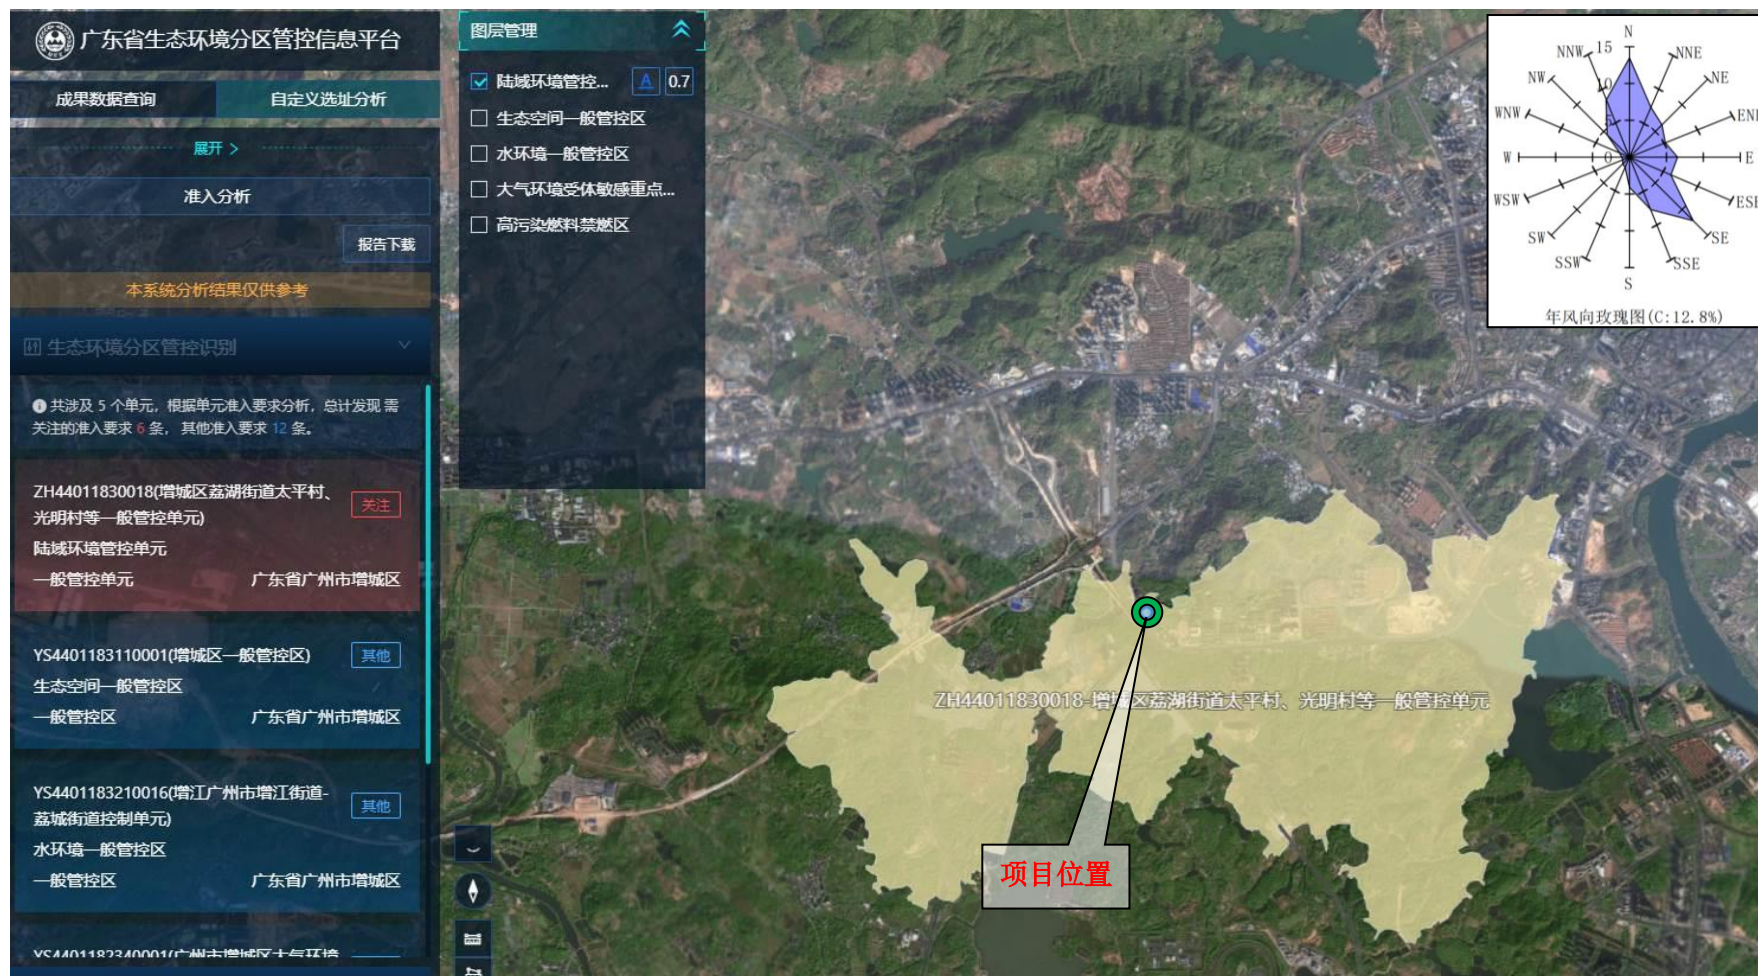 广东省生态环境分区管控信息平台
成果数据查询
自定义选址分析
展开 >
准入分析
报告下载
本系统分析结果仅供参考
生态环境分区管控识别
共涉及 5 个单元，根据单元准入要求分析，总计发现 需
关注的准入要求 6 条， 其他准入要求 12 条。
ZH44011830018(增城区荔湖街道太平村、
光明村等一般管控单元)
关注
陆域环境管控单元
一般管控单元
广东省广州市增城区
YS4401183110001(增城区一般管控区)
其他
生态空间一般管控区
一般管控区
广东省广州市增城区
YS4401183210016(增江广州市增江街道-
荔城街道控制单元)
其他
水环境一般管控区
一般管控区
广东省广州市增城区
YS4401182340001(广州市增城区大气环境
图层管理
陆域环境管控...
A
0.7
生态空间一般管控区
水环境一般管控区
大气环境受体敏感重点...
高污染燃料禁燃区
ZH44011830018-增城区荔湖街道太平村、光明村等一般管控单元
项目位置
N
NNW
15
NNE
NW
10
NE
WNW
5
ENE
W
0
E
WSW
ESE
SW
SE
SSW
SSE
S
年风向玫瑰图(C:12.8%)